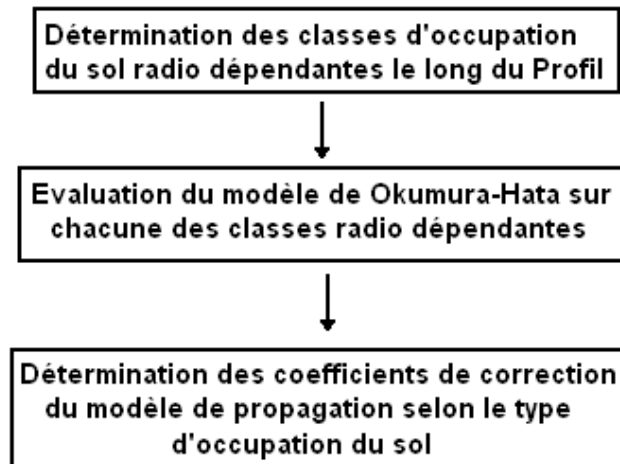 Détermination des classes d'occupation
du sol radio dépendantes le long du Profil
Evaluation du modèle de Okumura-Hata sur
chacune des classes radio dépendantes
Détermination des coefficients de correction
du modèle de propagation selon le type
d'occupation du sol